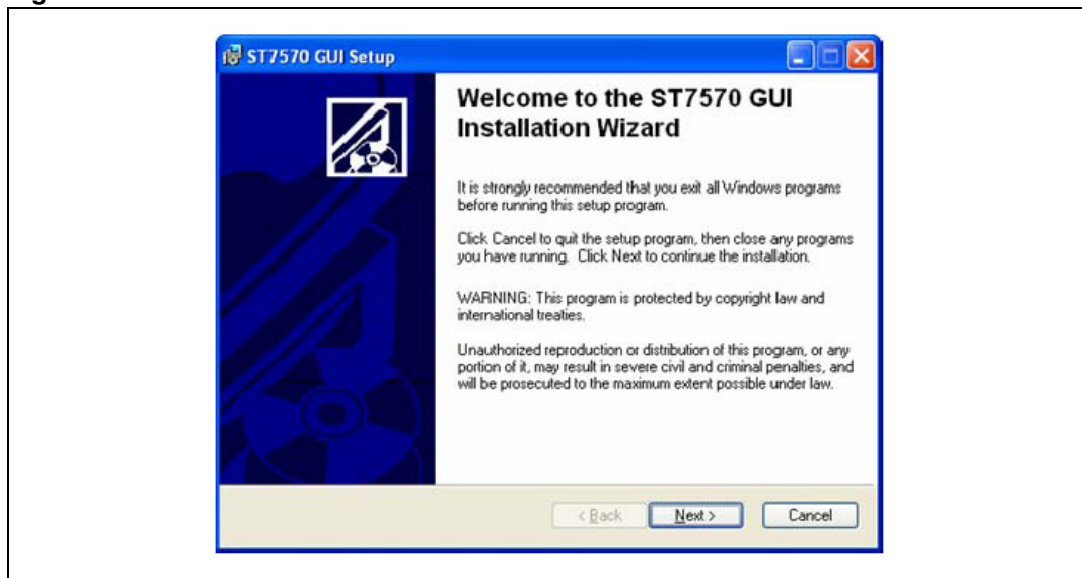 ST7570 GUI Setup
Welcome to the ST7570 GUI
Installation Wizard
It is strongly recommended that you exit all Windows programs
before running this setup program.
Click Cancel to quit the setup program, then close any programs
you have running. Click Next to continue the installation.
WARNING: This program is protected by copyright law and
international treaties.
Unauthorized reproduction or distribution of this program, or any
portion of it, may result in severe civil and criminal penalties, and
will be prosecuted to the maximum extent possible under law.
< Back
Next >
Cancel